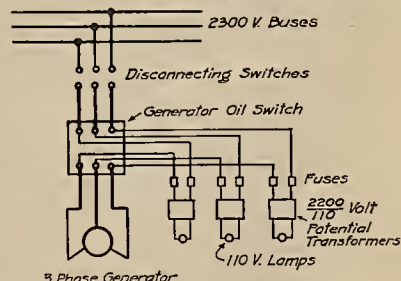 2300 V. Buses
Disconnecting Switches
Generator Oil Switch
Fuses
2200
110
Volt
Potential
Transformers
110 V. Lamps
3 Phase Generator